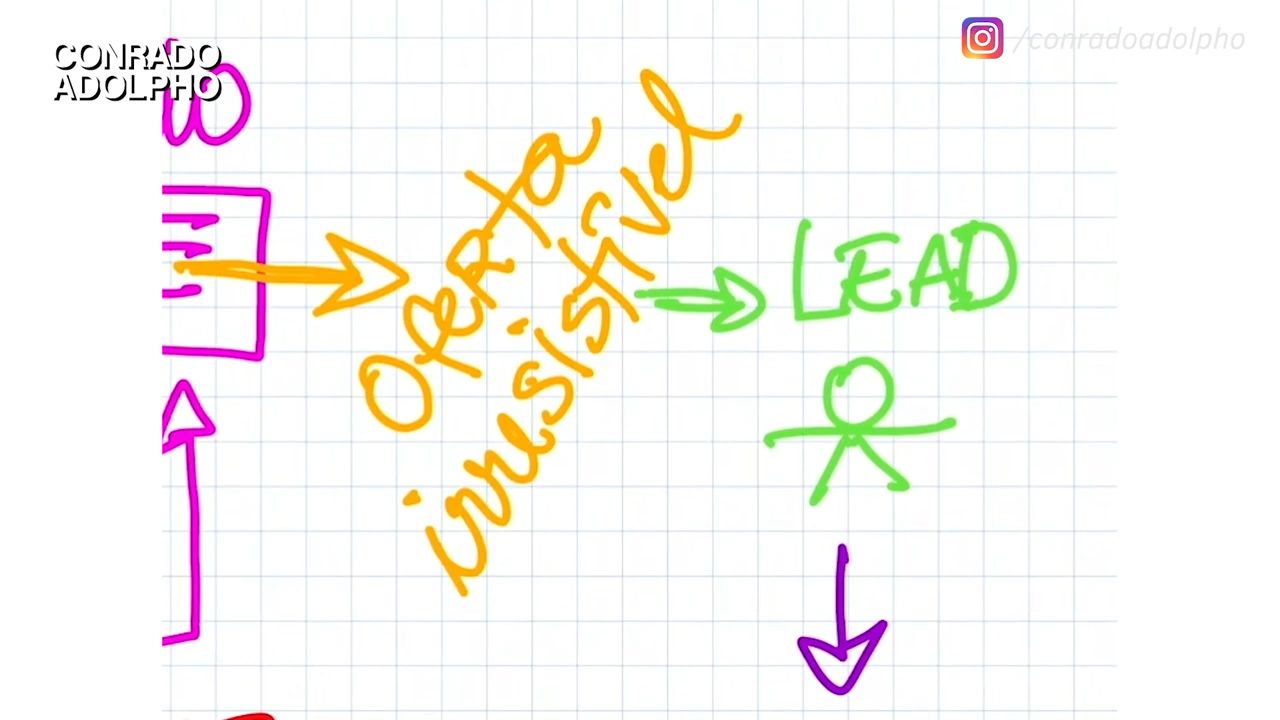 CONRADO
ADOLPHO
/conradoadolpho
Oferta
irresistível
LEAD